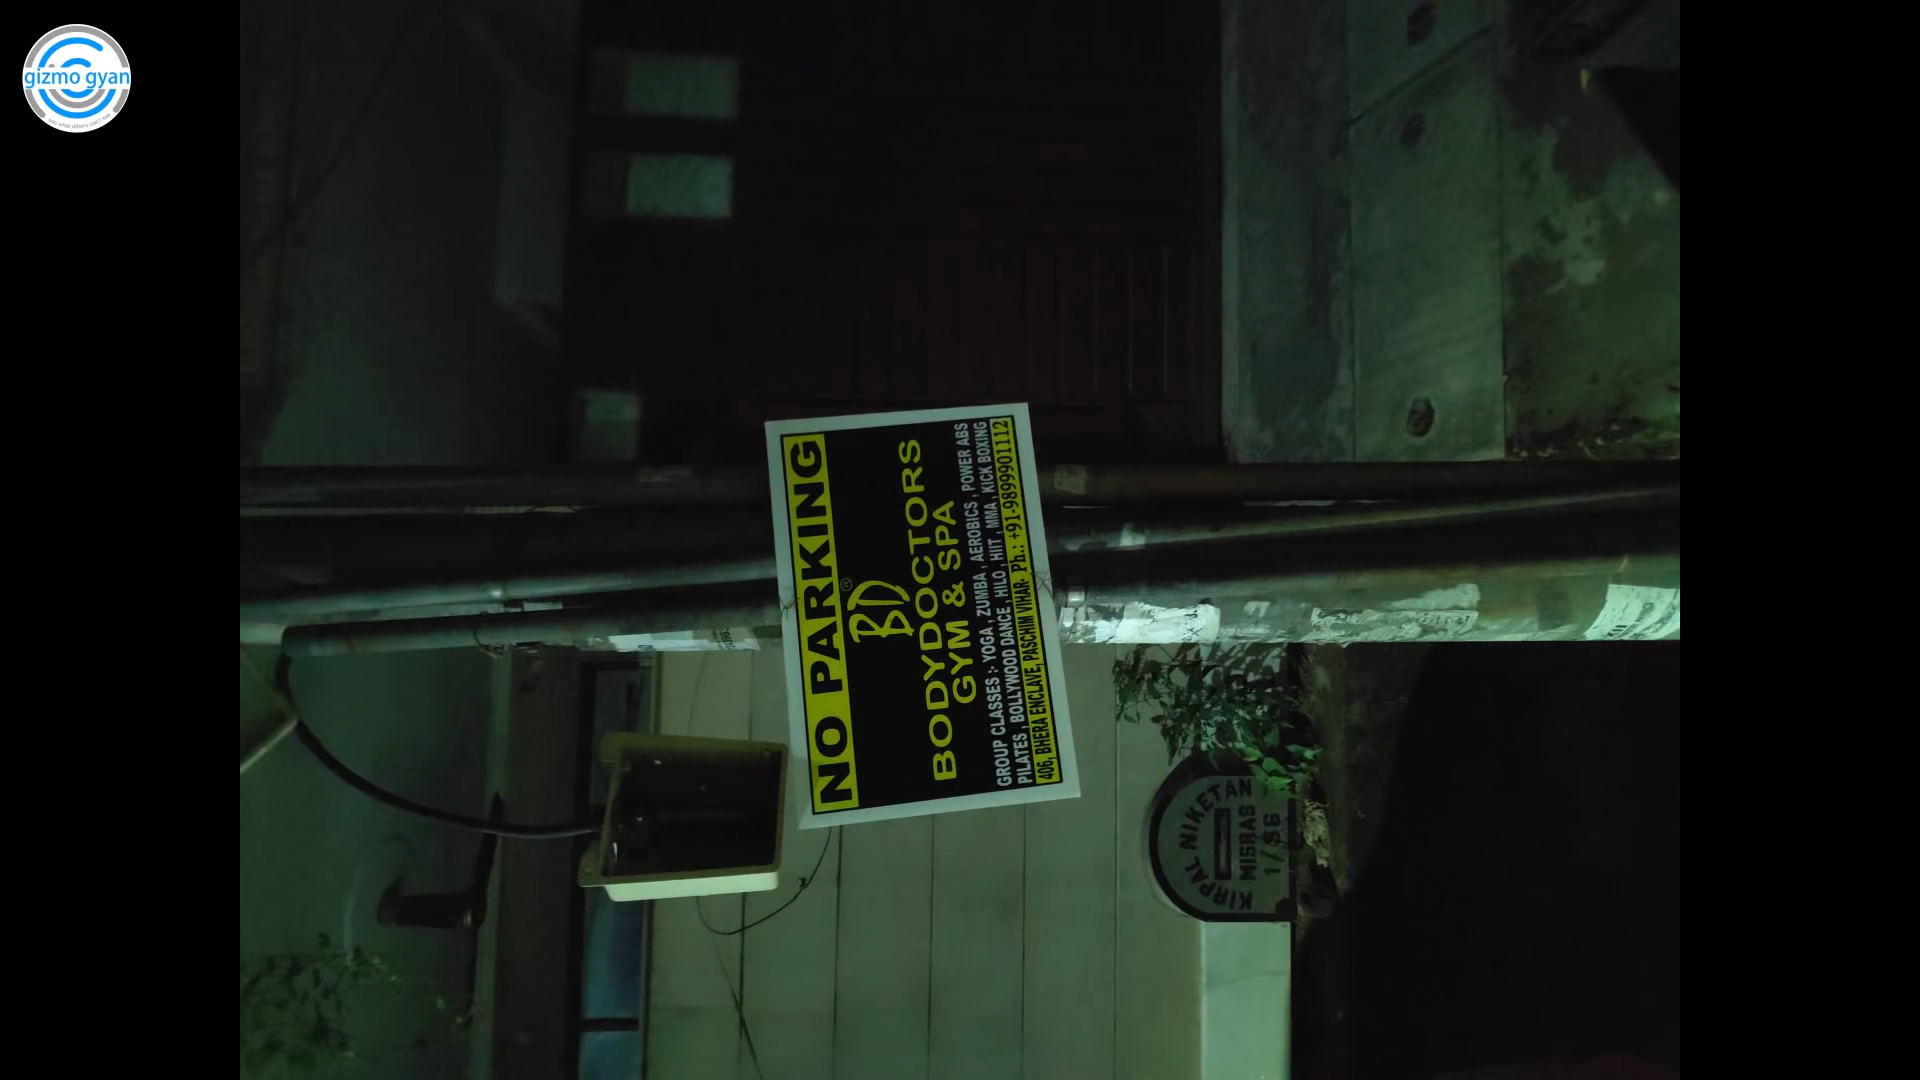 gizmo gyan
NO PARKING
BD®
BODYDOCTORS
GYM & SPA
GROUP CLASSES :- YOGA , ZUMBA , AEROBICS , POWER ABS
PILATES , BOLLYWOOD DANCE , HILO , HIIT , MMA , KICK BOXING
406, BHERA ENCLAVE, PASCHIM VIHAR- Ph.: +91-9899901112
KIRPAL NIKETAN
MISRAS
1/36